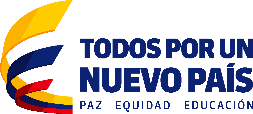 TODOS POR UN
NUEVO PAÍS
PAZ EQUIDAD EDUCACIÓN